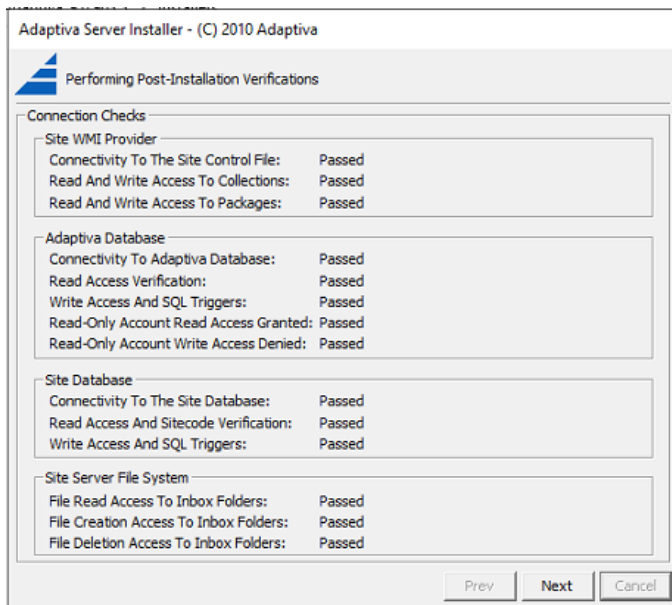 Adaptiva Server Installer - (C) 2010 Adaptiva
Performing Post-Installation Verifications
Connection Checks
Site WMI Provider
Connectivity To The Site Control File: Passed
Read And Write Access To Collections: Passed
Read And Write Access To Packages: Passed
Adaptiva Database
Connectivity To Adaptiva Database: Passed
Read Access Verification: Passed
Write Access And SQL Triggers: Passed
Read-Only Account Read Access Granted: Passed
Read-Only Account Write Access Denied: Passed
Site Database
Connectivity To The Site Database: Passed
Read Access And Sitecode Verification: Passed
Write Access And SQL Triggers: Passed
Site Server File System
File Read Access To Inbox Folders: Passed
File Creation Access To Inbox Folders: Passed
File Deletion Access To Inbox Folders: Passed
Prev Next Cancel